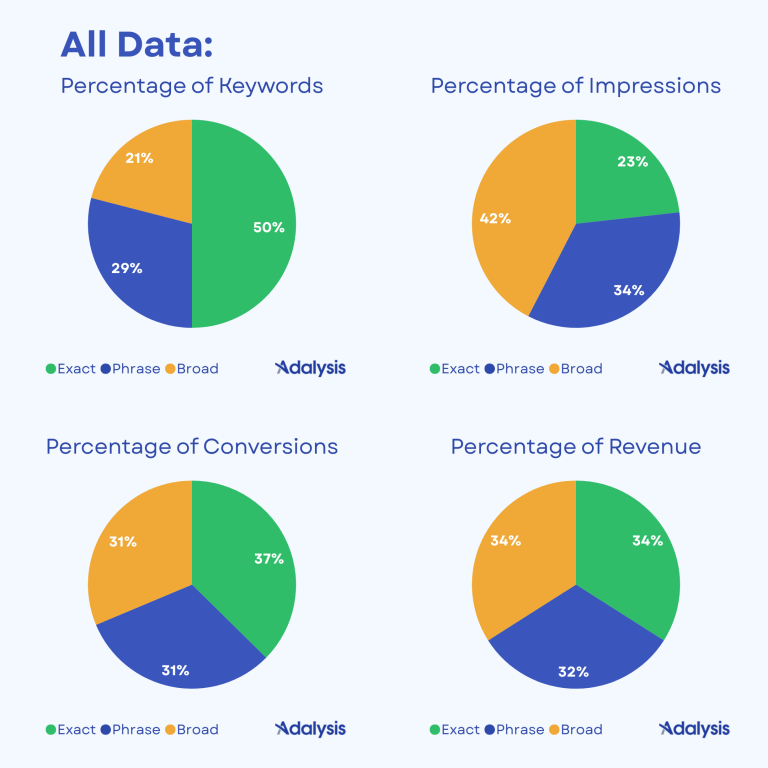 All Data:
Percentage of Keywords
21%
50%
29%
Exact Phrase Broad
Adalysis
Percentage of Impressions
23%
42%
34%
Exact Phrase Broad
Adalysis
Percentage of Conversions
31%
37%
31%
Exact Phrase Broad
Adalysis
Percentage of Revenue
34%
34%
32%
Exact Phrase Broad
Adalysis